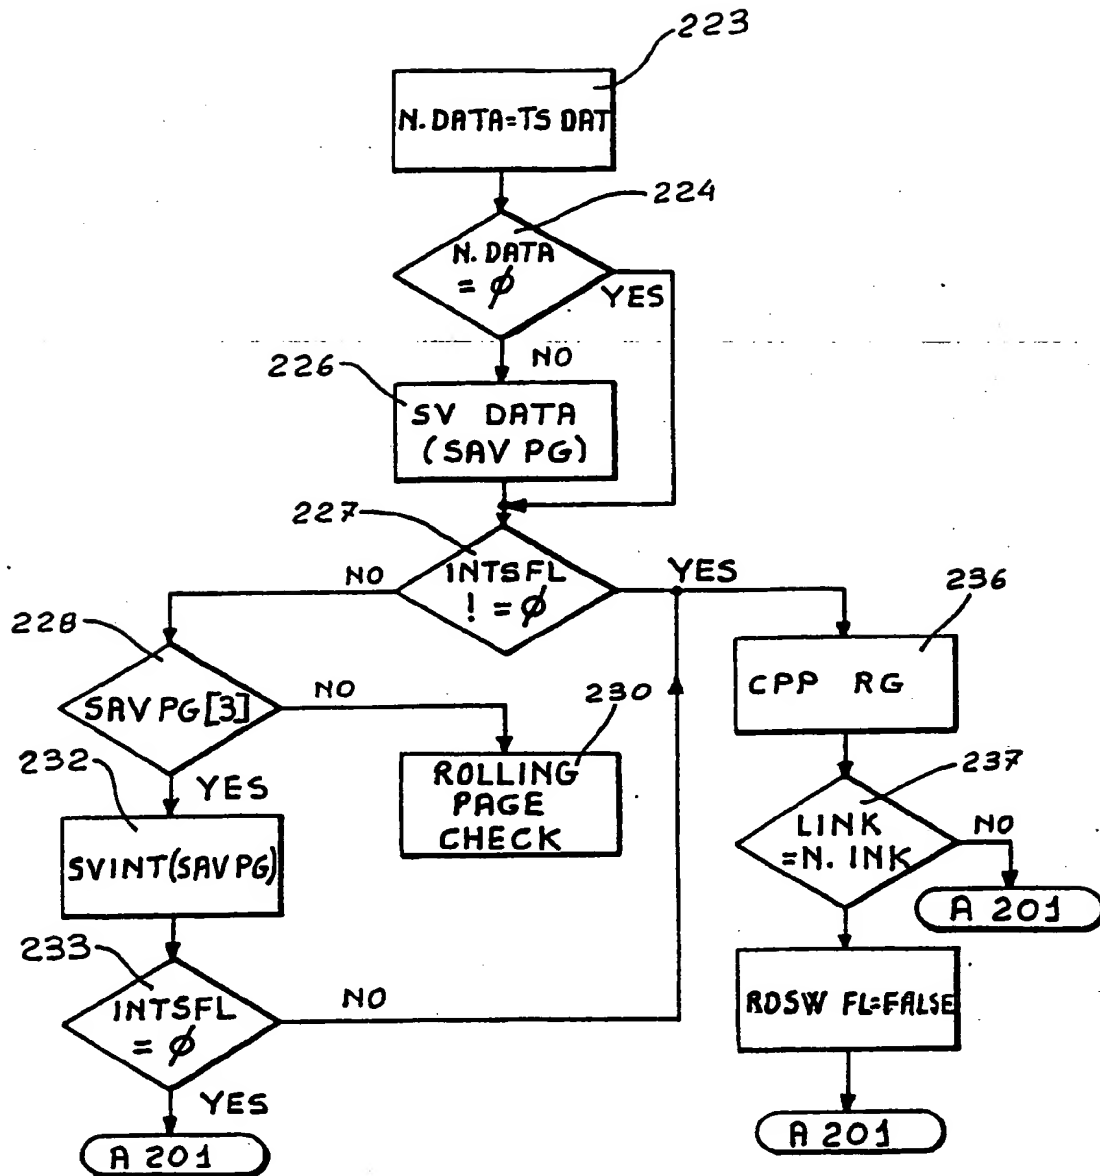 223
N. DATA=TS DAT
224
N. DATA
= ϕ
YES
NO
226
SV DATA
(SAV PG)
227
INTSFL
! = ϕ
NO
YES
228
SAV PG[3]
NO
230
ROLLING
PAGE
CHECK
236
CPP RG
232
YES
SVINT(SAV PG)
237
LINK
=N. INK
NO
A 201
233
INTSFL
= ϕ
NO
YES
A 201
RDSW FL=FALSE
A 201